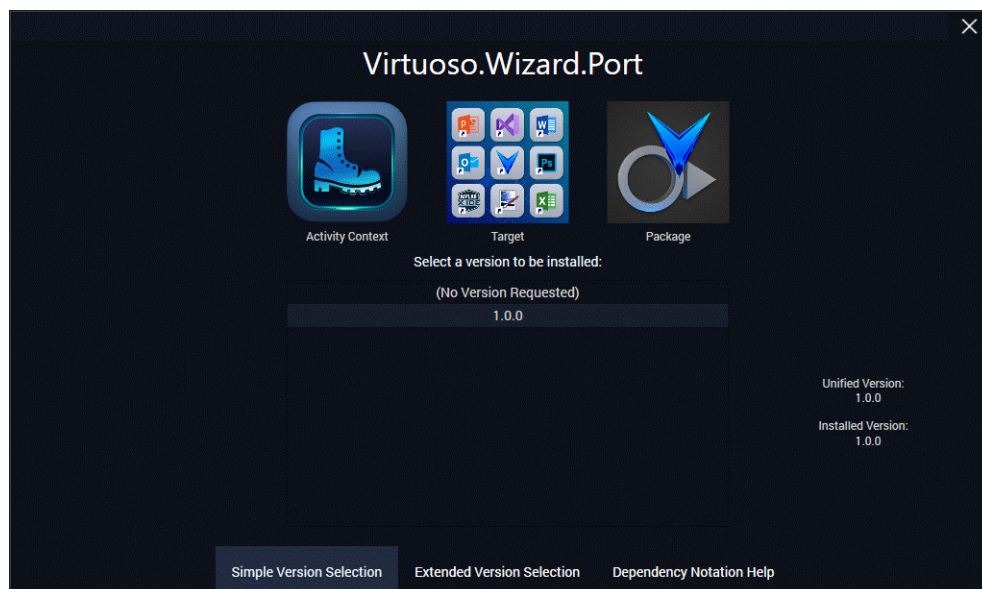 Virtuoso.Wizard.Port
Activity Context
Target
Package
Select a version to be installed:
(No Version Requested)
1.0.0
Unified Version:
1.0.0
Installed Version:
1.0.0
Simple Version Selection
Extended Version Selection
Dependency Notation Help